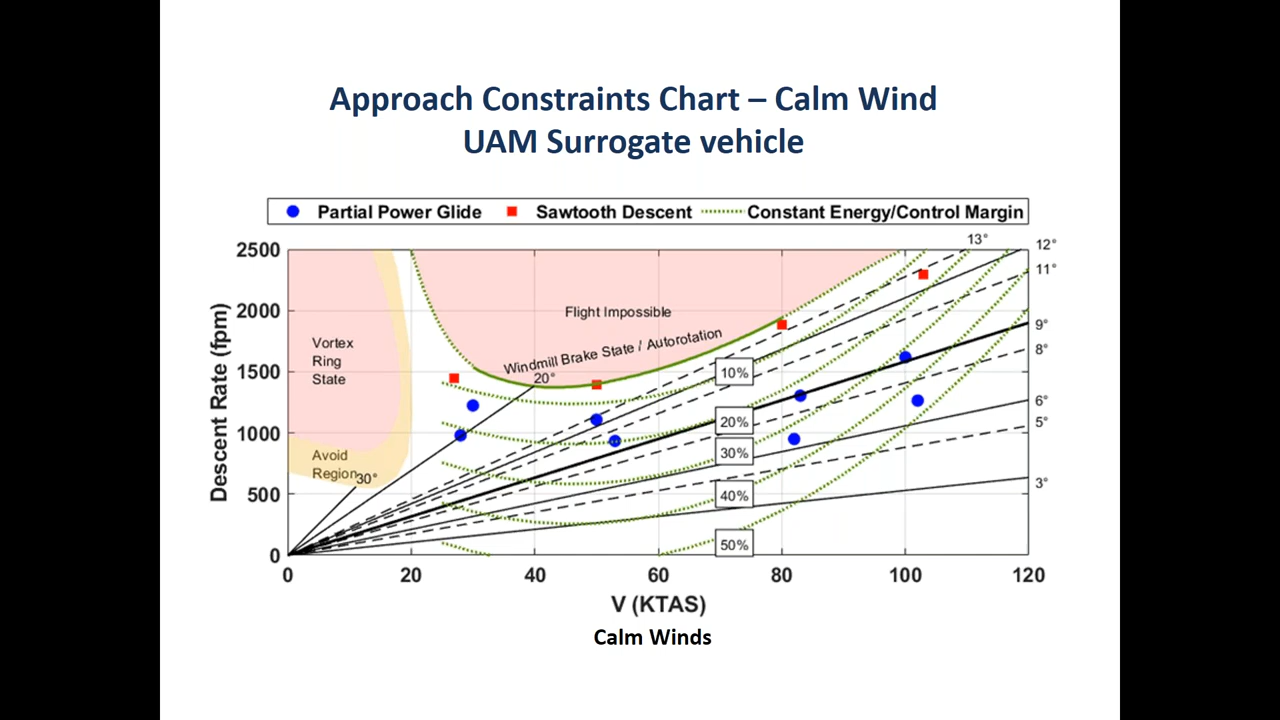 Approach Constraints Chart – Calm Wind
UAM Surrogate vehicle
Partial Power Glide
Sawtooth Descent
Constant Energy/Control Margin
13°
12°
11°
9°
8°
6°
5°
3°
2500
2000
1500
1000
500
0
Descent Rate (fpm)
Flight Impossible
Windmill Brake State / Autorotation
20°
Vortex
Ring
State
Avoid
Region
30°
10%
20%
30%
40%
50%
0
20
40
60
80
100
120
V (KTAS)
Calm Winds